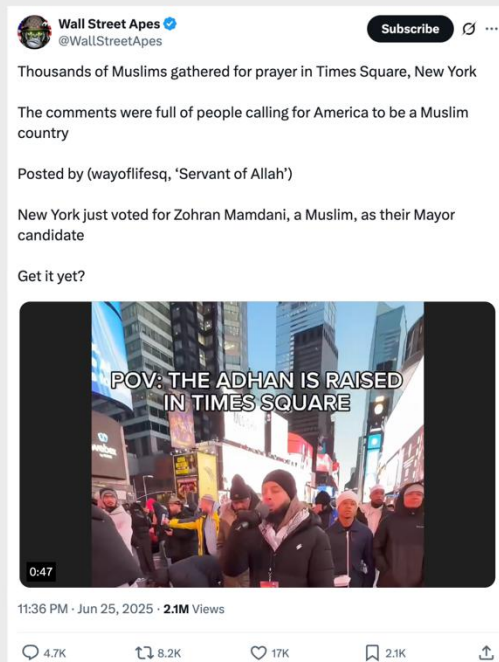 Wall Street Apes
@WallStreetApes
Subscribe
Thousands of Muslims gathered for prayer in Times Square, New York
The comments were full of people calling for America to be a Muslim
country
Posted by (wayoflifesq, ‘Servant of Allah’)
New York just voted for Zohran Mamdani, a Muslim, as their Mayor
candidate
Get it yet?
POV: THE ADHAN IS RAISED
IN TIMES SQUARE
0:47
11:36 PM · Jun 25, 2025 · 2.1M Views
4.7K
8.2K
17K
2.1K